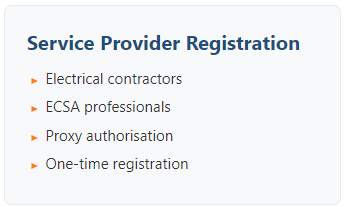 Service Provider Registration
► Electrical contractors
► ECSA professionals
► Proxy authorisation
► One-time registration